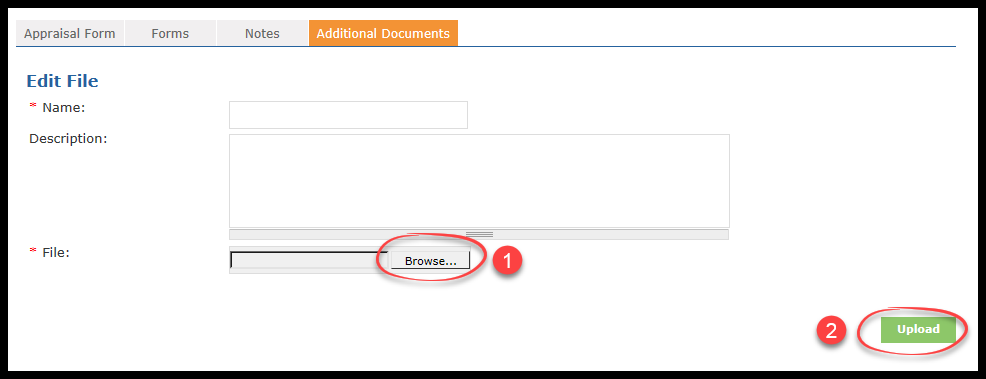 Appraisal Form Forms Notes Additional Documents
Edit File
* Name:
Description:
* File: Browse... 1
2 Upload